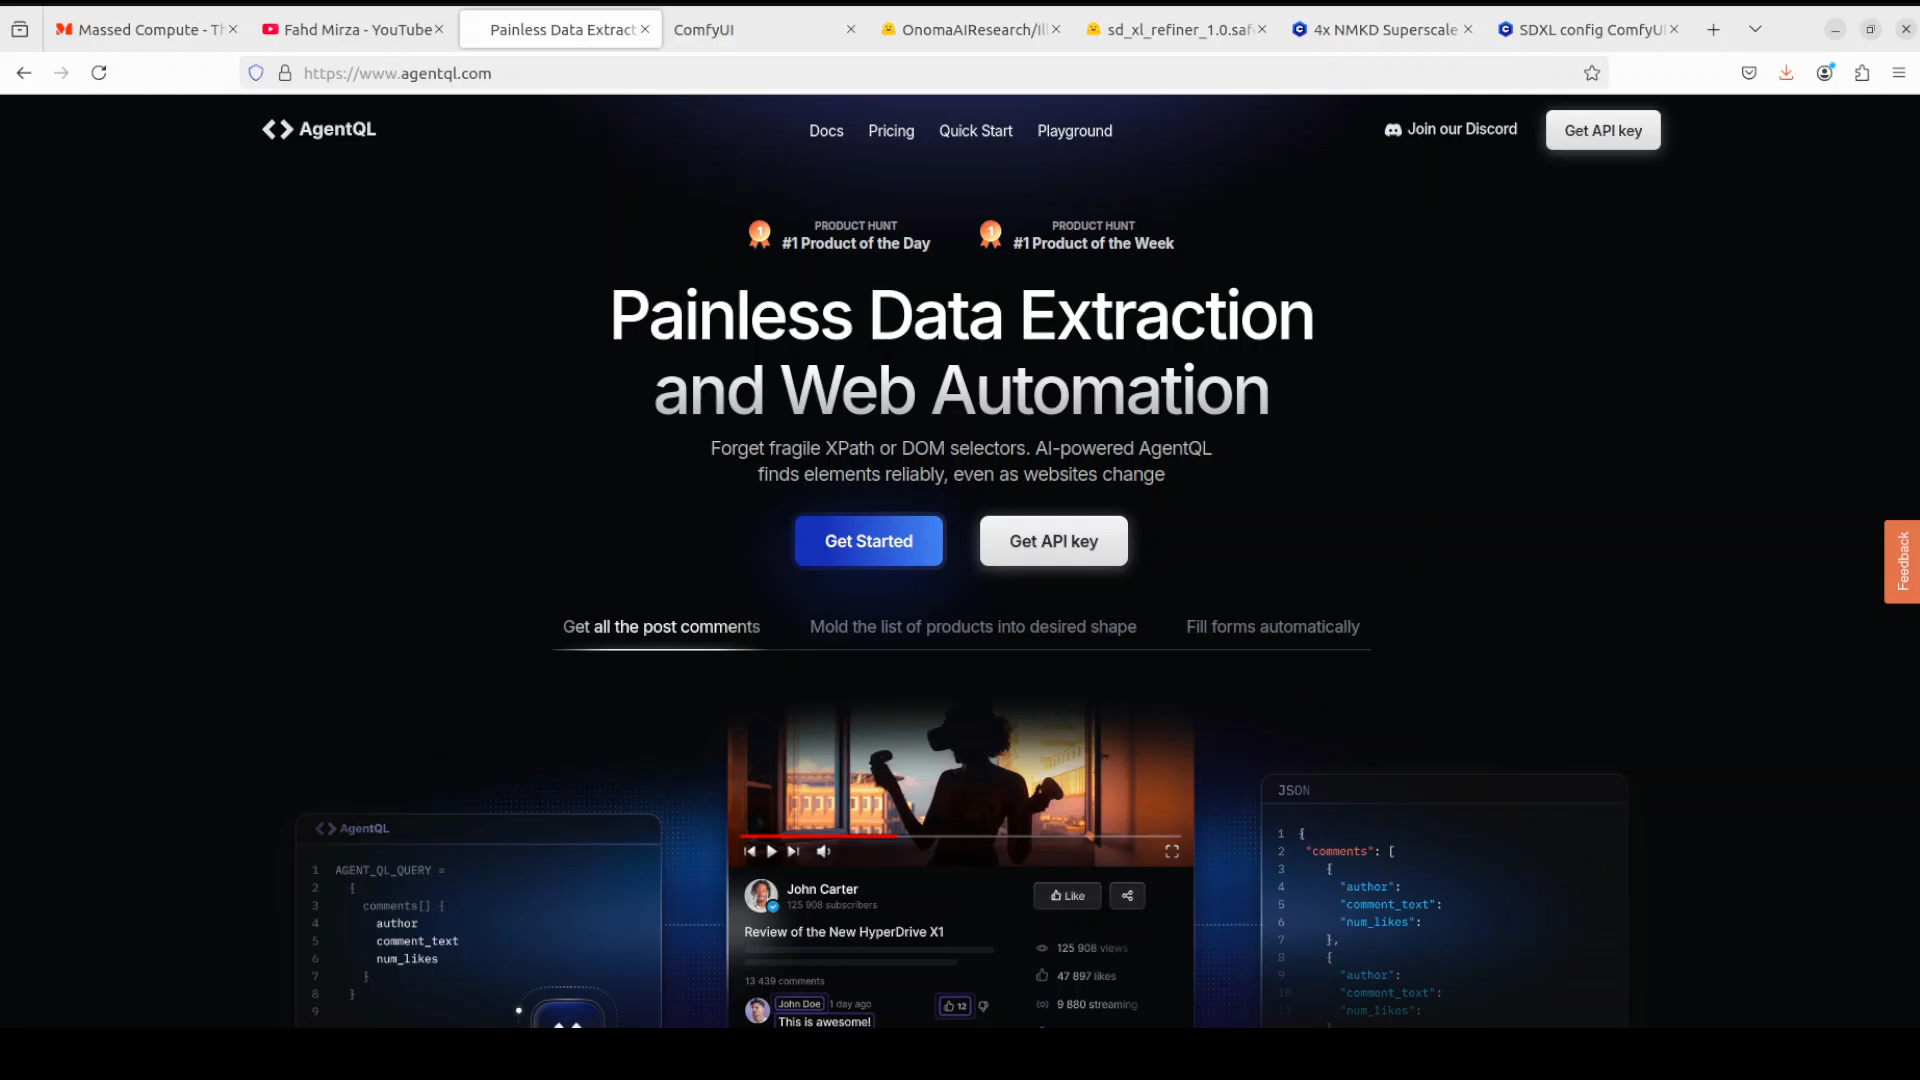 Massed Compute - Th
Fahd Mirza - YouTube
Painless Data Extract
ComfyUI
OnomaAIResearch/Ill
sd_xl_refiner_1.0.safe
4x NMKD Superscale
SDXL config ComfyUI
https://www.agentql.com
AgentQL
Docs
Pricing
Quick Start
Playground
Join our Discord
Get API key
PRODUCT HUNT
#1 Product of the Day
PRODUCT HUNT
#1 Product of the Week
Painless Data Extraction
and Web Automation
Forget fragile XPath or DOM selectors. AI-powered AgentQL
finds elements reliably, even as websites change
Get Started
Get API key
Feedback
Get all the post comments
Mold the list of products into desired shape
Fill forms automatically
AgentQL
1 AGENT_QL_QUERY =
2 {
3 comments[] {
4 author
5 comment_text
6 num_likes
7 }
8 }
9
John Carter
125 908 subscribers
Like
Review of the New HyperDrive X1
125 908 views
47 897 likes
9 880 streaming
13 439 comments
John Doe 1 day ago
12
This is awesome!
JSON
1 {
2 "comments": [
3 {
4 "author":
5 "comment_text":
6 "num_likes":
7 },
8 {
9 "author":
10 "comment_text":
11 "num_likes":